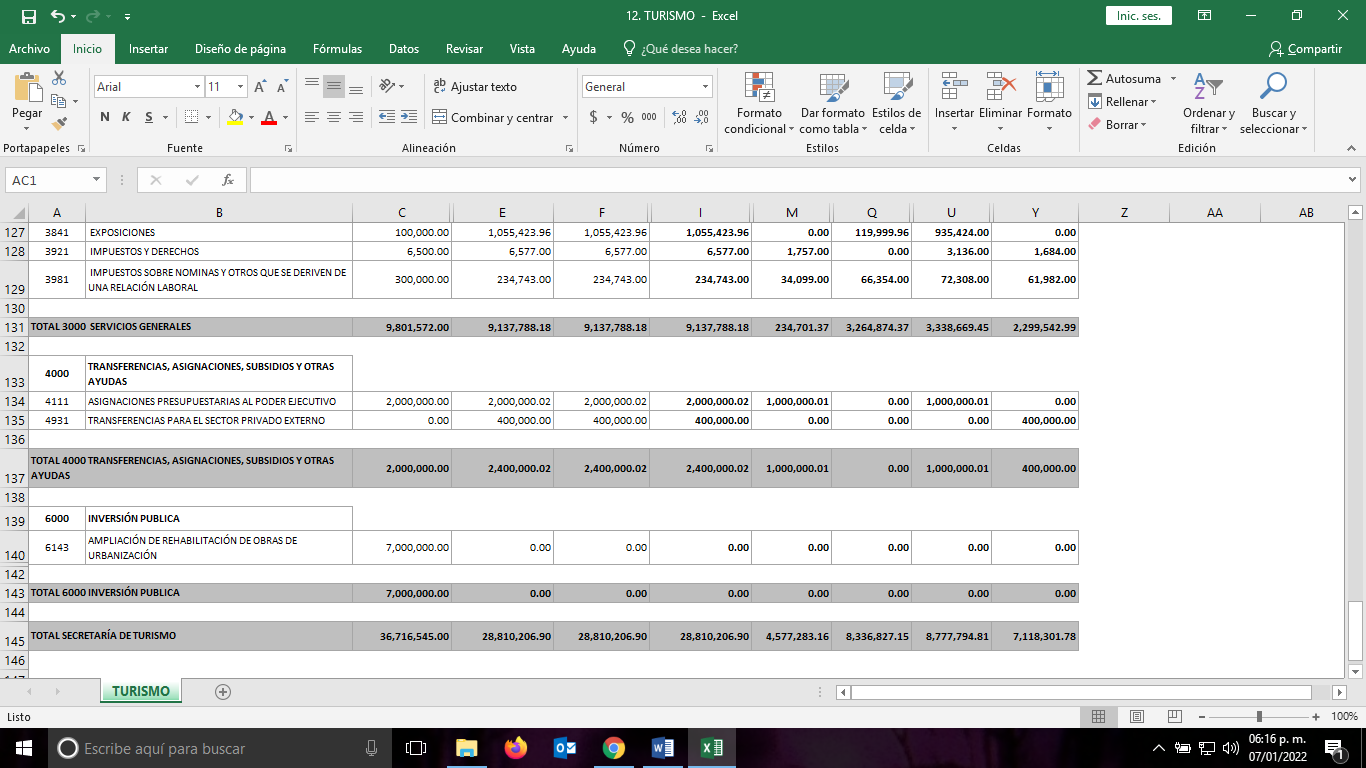 12. TURISMO - Excel
Inic. ses.
Archivo Inicio Insertar Diseño de página Fórmulas Datos Revisar Vista Ayuda ¿Qué desea hacer? Compartir
Pegar
Arial 11 A A
Ajustar texto
General
Formato condicional
Dar formato como tabla
Estilos de celda
Insertar Eliminar Formato
Autosuma
Rellenar
Borrar
Ordenar y filtrar
Buscar y seleccionar
N K S
Combinar y centrar
$ % 000
Portapapeles Fuente Alineación Número Estilos Celdas Edición
AC1 fx
A B C E F I M Q U Y Z AA AB
127 3841 EXPOSICIONES 100,000.00 1,055,423.96 1,055,423.96 1,055,423.96 0.00 119,999.96 935,424.00 0.00
128 3921 IMPUESTOS Y DERECHOS 6,500.00 6,577.00 6,577.00 6,577.00 1,757.00 0.00 3,136.00 1,684.00
129 3981 IMPUESTOS SOBRE NOMINAS Y OTROS QUE SE DERIVEN DE
UNA RELACIÓN LABORAL 300,000.00 234,743.00 234,743.00 234,743.00 34,099.00 66,354.00 72,308.00 61,982.00
130
131 TOTAL 3000 SERVICIOS GENERALES 9,801,572.00 9,137,788.18 9,137,788.18 9,137,788.18 234,701.37 3,264,874.37 3,338,669.45 2,299,542.99
132
133 4000 TRANSFERENCIAS, ASIGNACIONES, SUBSIDIOS Y OTRAS
AYUDAS
134 4111 ASIGNACIONES PRESUPUESTARIAS AL PODER EJECUTIVO 2,000,000.00 2,000,000.02 2,000,000.02 2,000,000.02 1,000,000.01 0.00 1,000,000.01 0.00
135 4931 TRANSFERENCIAS PARA EL SECTOR PRIVADO EXTERNO 0.00 400,000.00 400,000.00 400,000.00 0.00 0.00 0.00 400,000.00
136
137 TOTAL 4000 TRANSFERENCIAS, ASIGNACIONES, SUBSIDIOS Y OTRAS
AYUDAS 2,000,000.00 2,400,000.02 2,400,000.02 2,400,000.02 1,000,000.01 0.00 1,000,000.01 400,000.00
138
139 6000 INVERSIÓN PUBLICA
140 6143 AMPLIACIÓN DE REHABILITACIÓN DE OBRAS DE
URBANIZACIÓN 7,000,000.00 0.00 0.00 0.00 0.00 0.00 0.00 0.00
142
143 TOTAL 6000 INVERSIÓN PUBLICA 7,000,000.00 0.00 0.00 0.00 0.00 0.00 0.00 0.00
144
145 TOTAL SECRETARÍA DE TURISMO 36,716,545.00 28,810,206.90 28,810,206.90 28,810,206.90 4,577,283.16 8,336,827.15 8,777,794.81 7,118,301.78
146
TURISMO
Listo 100%
Escribe aquí para buscar
06:16 p. m.
07/01/2022
1